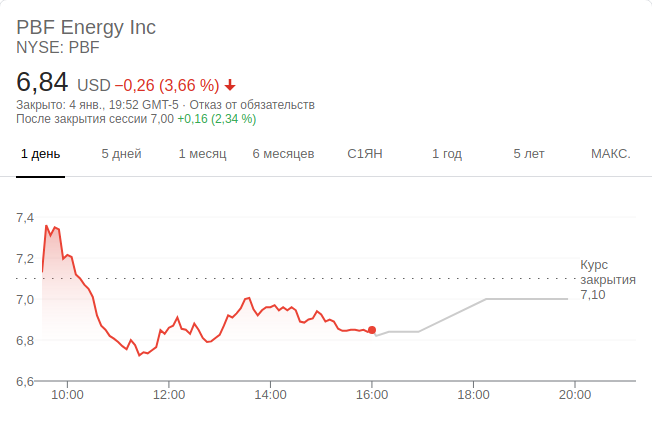 PBF Energy Inc
NYSE: PBF
6,84 USD −0,26 (3,66 %)
Закрыто: 4 янв., 19:52 GMT-5 · Отказ от обязательств
После закрытия сессии 7,00 +0,16 (2,34 %)
1 день 5 дней 1 месяц 6 месяцев С1ЯН 1 год 5 лет МАКС.
7,4
7,2
Курс
закрытия
7,10
7,0
6,8
6,6
10:00 12:00 14:00 16:00 18:00 20:00